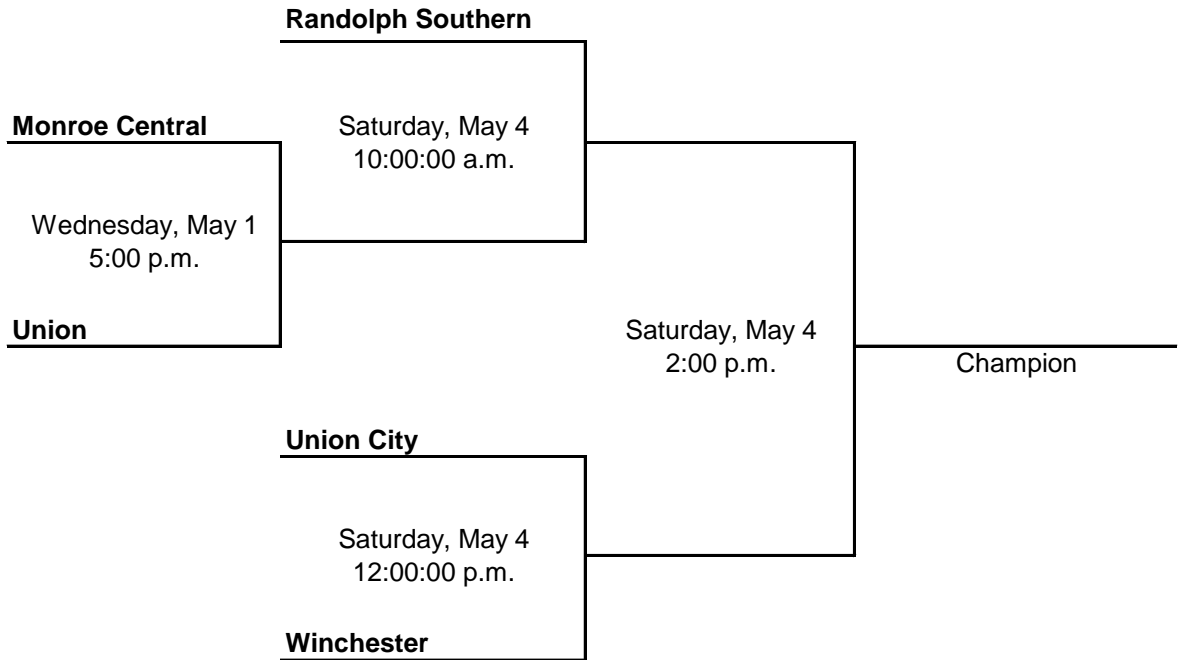 Randolph Southern
Monroe Central
Saturday, May 4
10:00:00 a.m.
Wednesday, May 1
5:00 p.m.
Union
Saturday, May 4
2:00 p.m.
Champion
Union City
Saturday, May 4
12:00:00 p.m.
Winchester